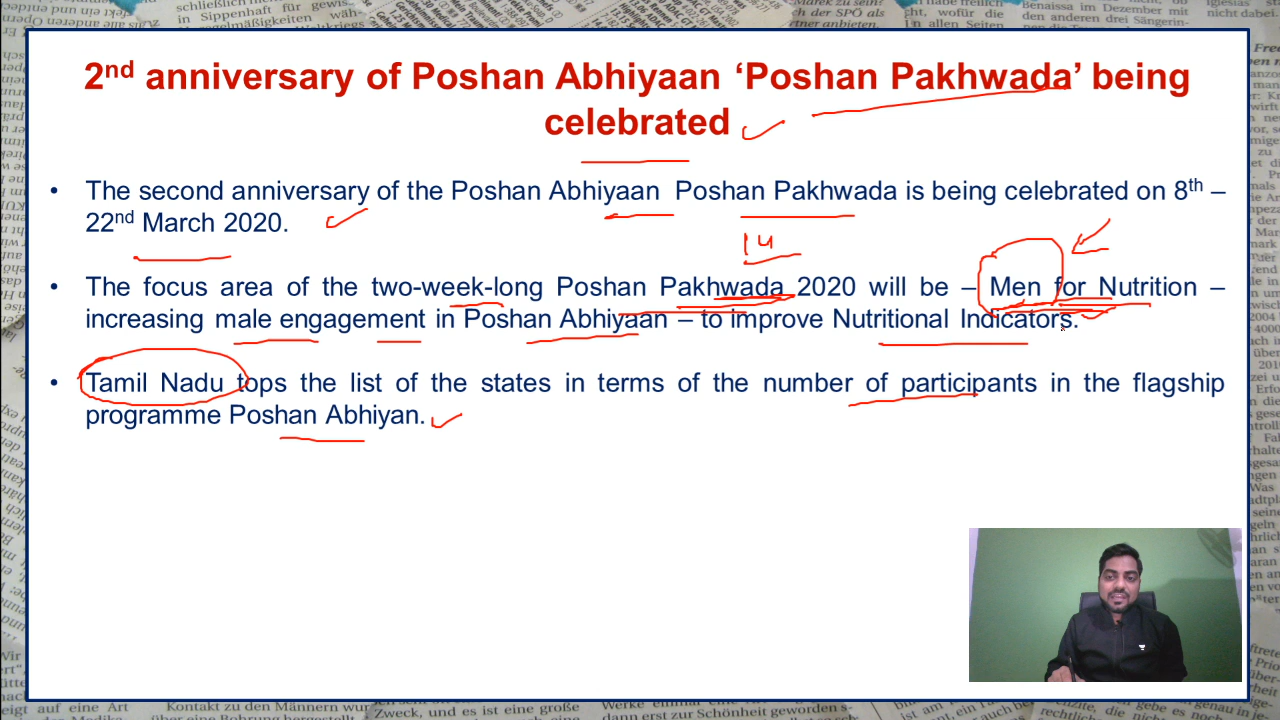 2nd anniversary of Poshan Abhiyaan ‘Poshan Pakhwada’ being
celebrated
• The second anniversary of the Poshan Abhiyaan Poshan Pakhwada is being celebrated on 8th –
22nd March 2020.
14
• The focus area of the two-week-long Poshan Pakhwada 2020 will be – Men for Nutrition –
increasing male engagement in Poshan Abhiyaan – to improve Nutritional Indicators.
• Tamil Nadu tops the list of the states in terms of the number of participants in the flagship
programme Poshan Abhiyan.